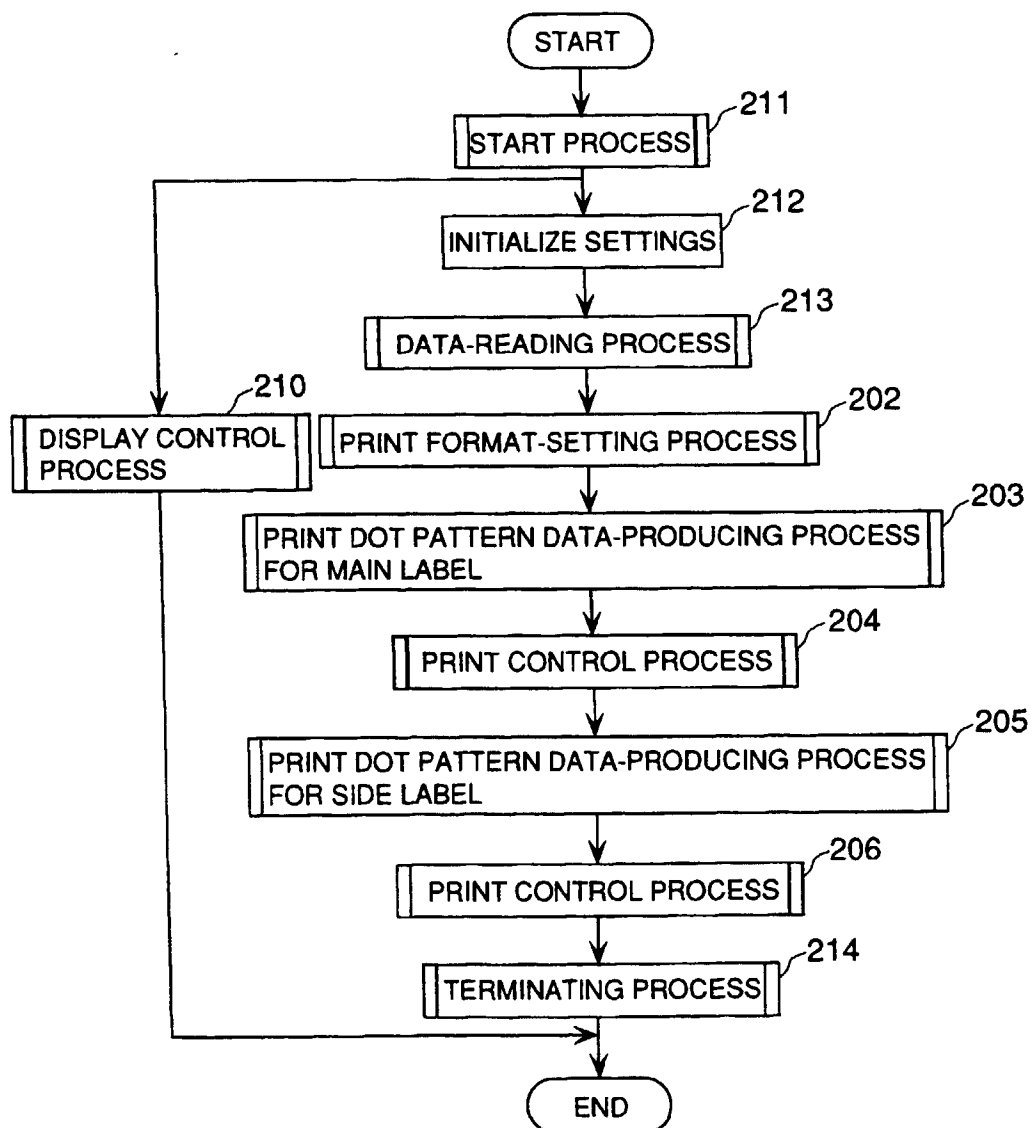 START
211
START PROCESS
212
INITIALIZE SETTINGS
213
DATA-READING PROCESS
210
DISPLAY CONTROL
PROCESS
202
PRINT FORMAT-SETTING PROCESS
203
PRINT DOT PATTERN DATA-PRODUCING PROCESS
FOR MAIN LABEL
204
PRINT CONTROL PROCESS
205
PRINT DOT PATTERN DATA-PRODUCING PROCESS
FOR SIDE LABEL
206
PRINT CONTROL PROCESS
214
TERMINATING PROCESS
END